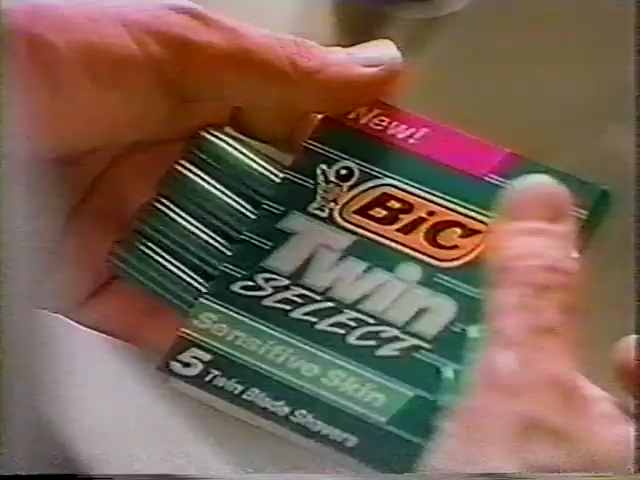 New!
BiC
Twin
SELECT
Sensitive Skin
5 Twin Blade Shavers